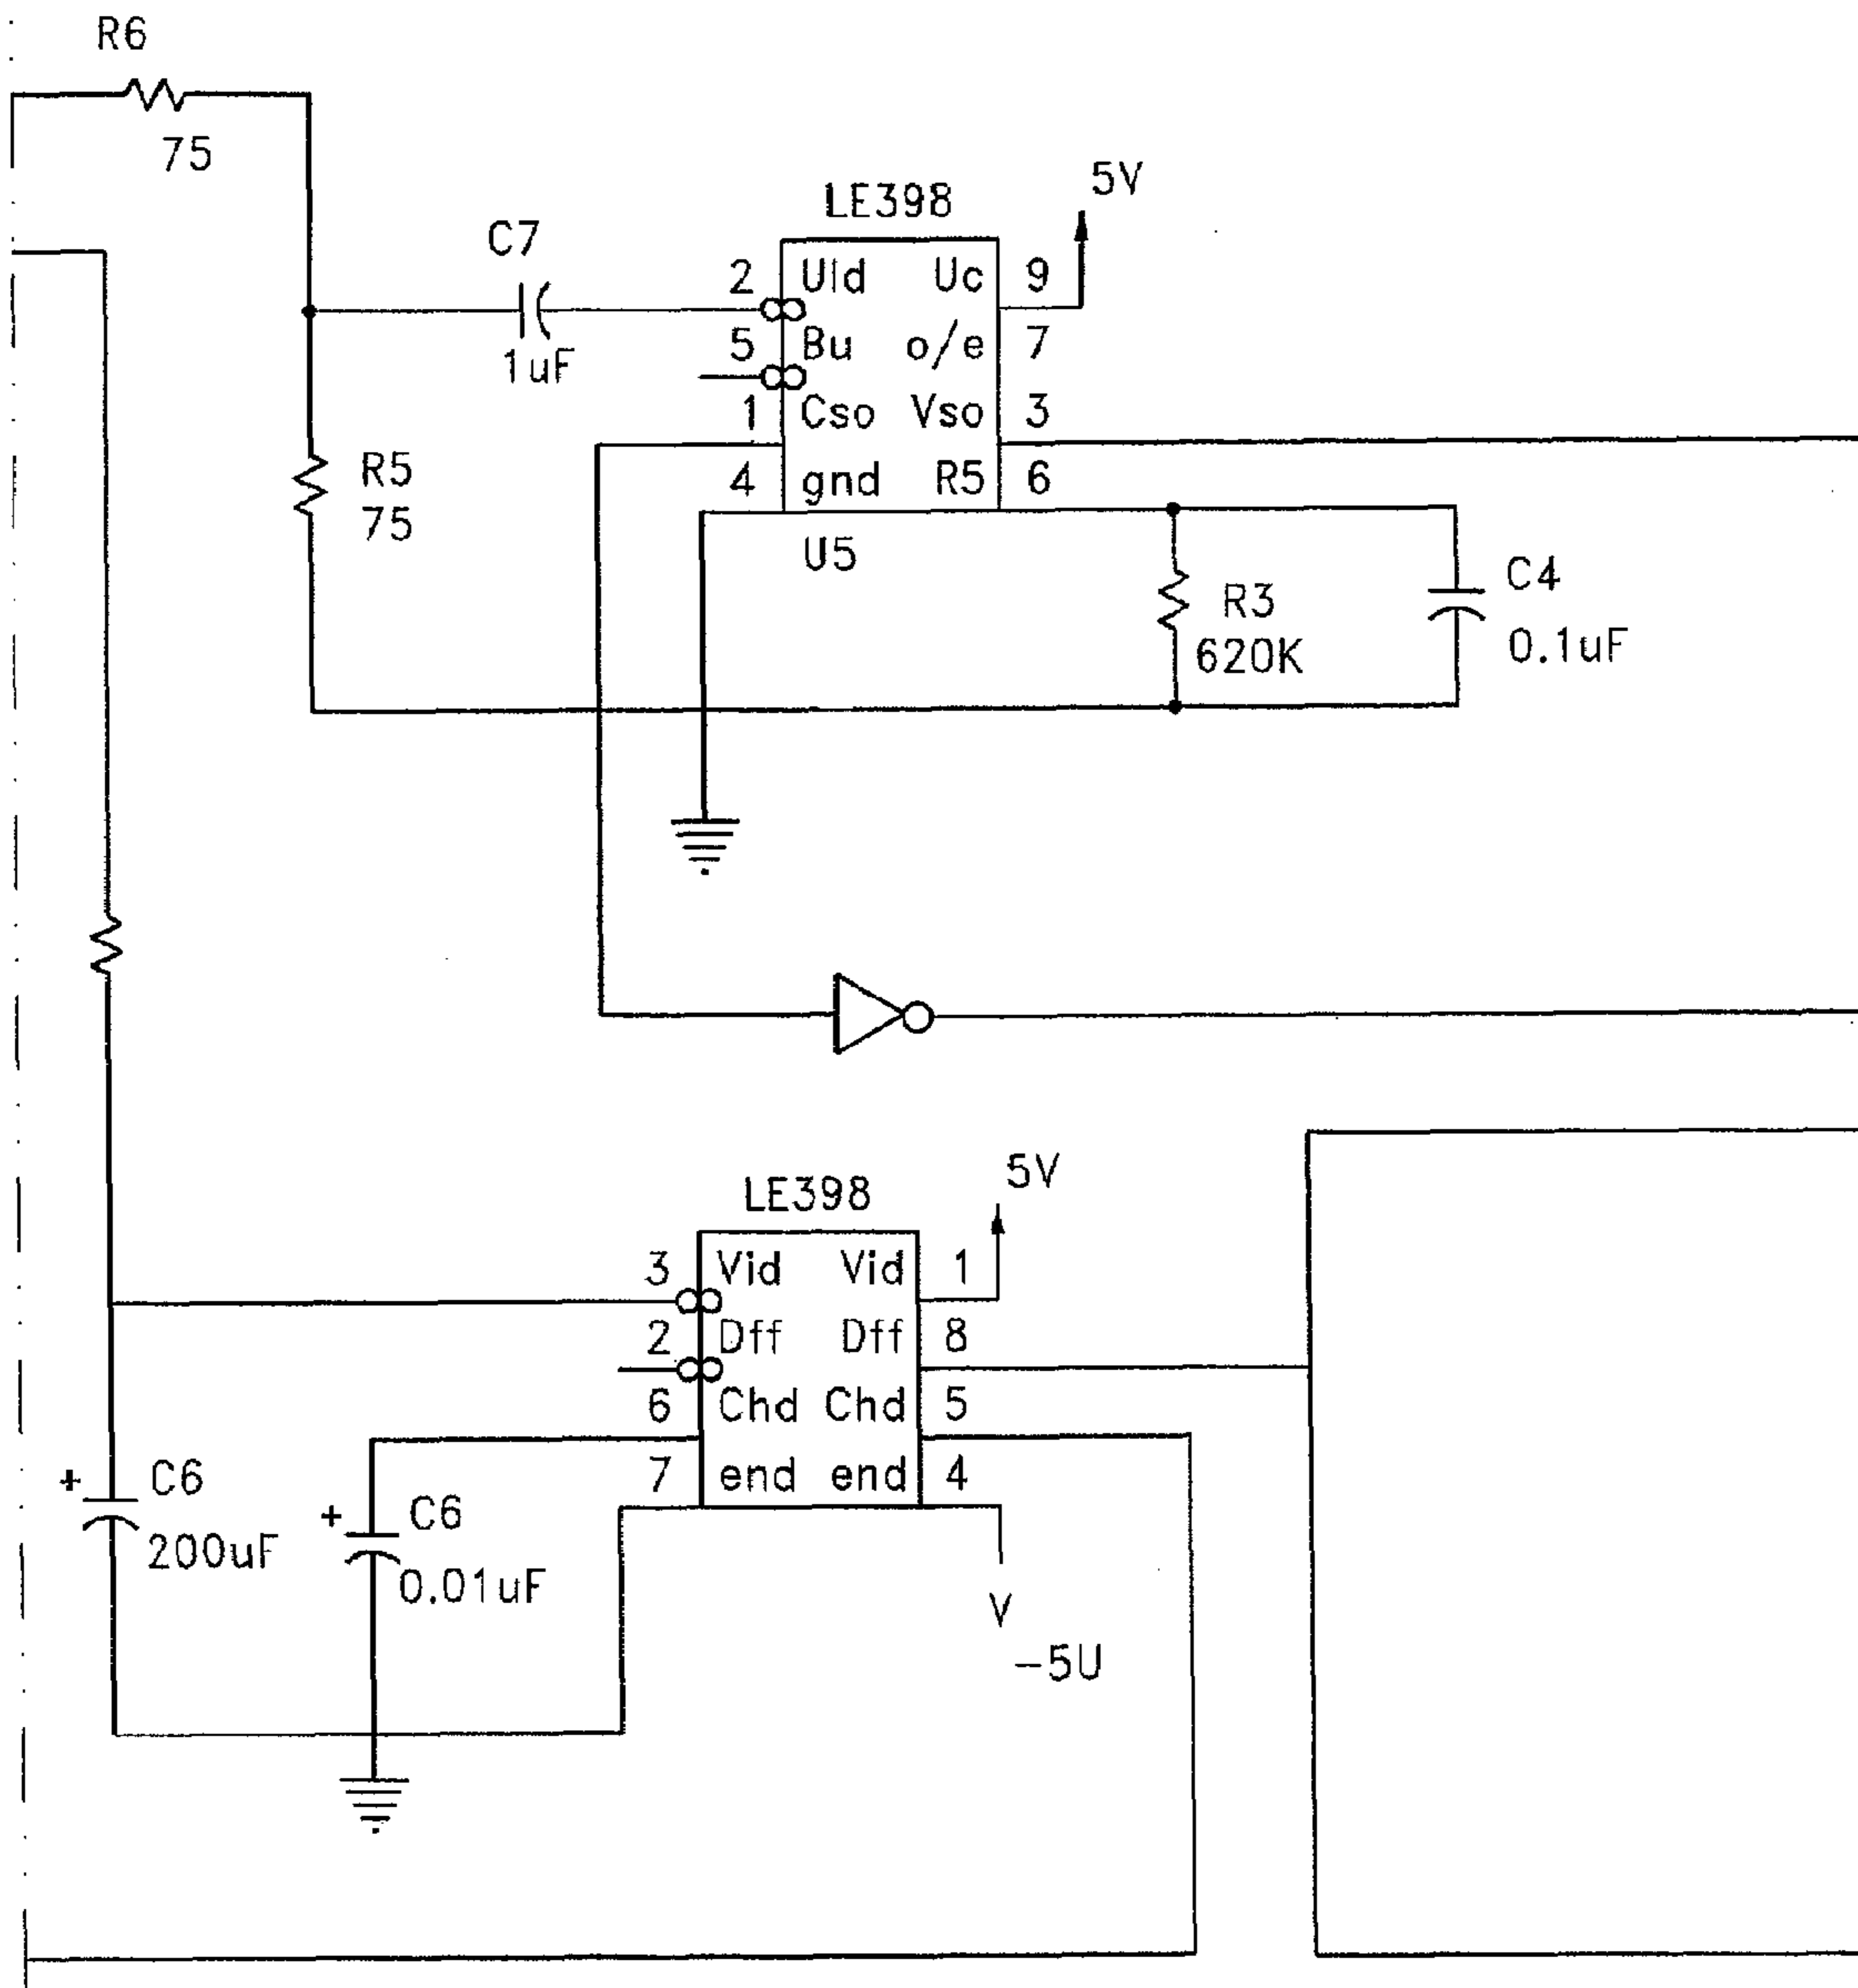 R6
75
C7
1uF
LE398
5V
2 UId Uc 9
5 Bu o/e 7
1 Cso Vso 3
4 gnd R5 6
U5
R5
75
R3
620K
C4
0.1uF
LE398
5V
3 Vid Vid 1
2 Dff Dff 8
6 Chd Chd 5
7 end end 4
V
-5U
+ C6
200uF
+ C6
0.01uF